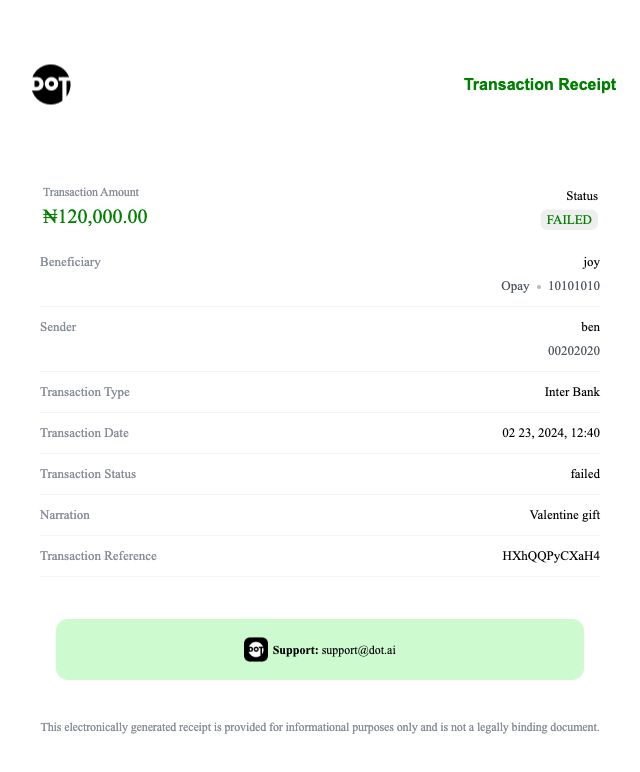 DOT
Transaction Receipt
Transaction Amount
₦120,000.00
Status
FAILED
Beneficiary
joy
Opay • 10101010
Sender
ben
00202020
Transaction Type
Inter Bank
Transaction Date
02 23, 2024, 12:40
Transaction Status
failed
Narration
Valentine gift
Transaction Reference
HXhQQPyCXaH4
DOT Support: support@dot.ai
This electronically generated receipt is provided for informational purposes only and is not a legally binding document.